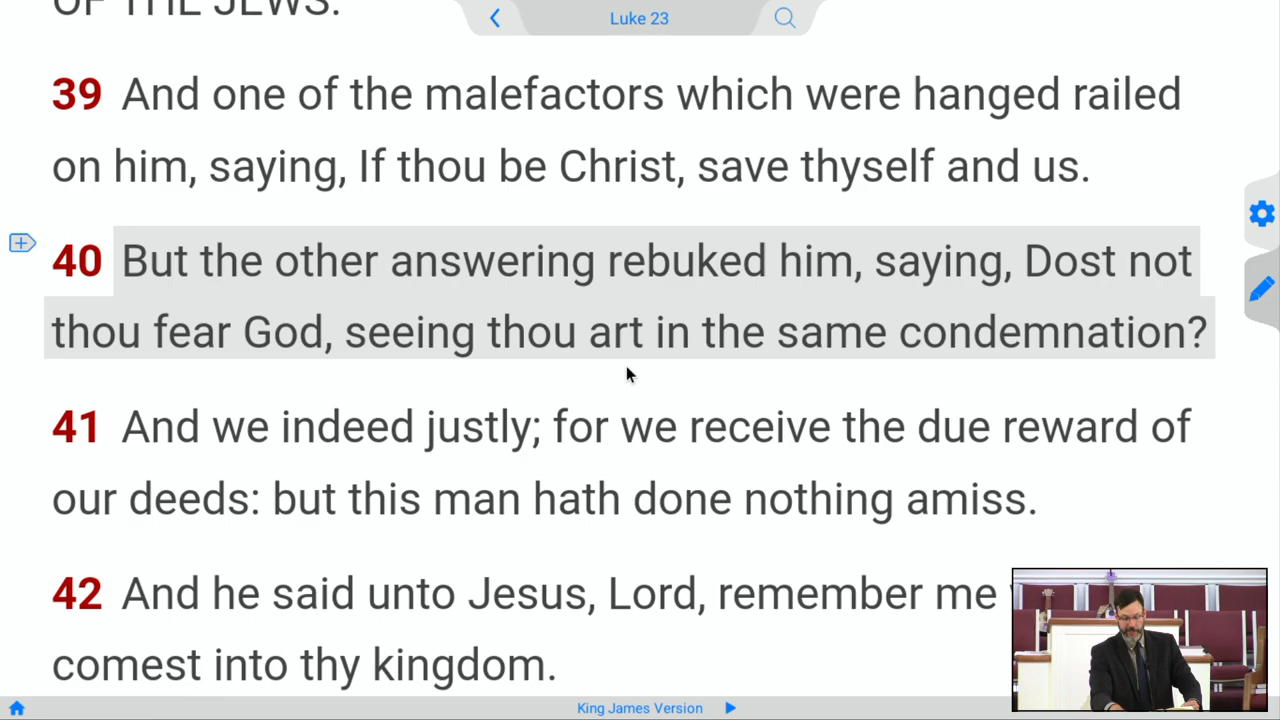 OF THE JEWS.
Luke 23
39 And one of the malefactors which were hanged railed
on him, saying, If thou be Christ, save thyself and us.
40 But the other answering rebuked him, saying, Dost not
thou fear God, seeing thou art in the same condemnation?
41 And we indeed justly; for we receive the due reward of
our deeds: but this man hath done nothing amiss.
42 And he said unto Jesus, Lord, remember me
comest into thy kingdom.
King James Version